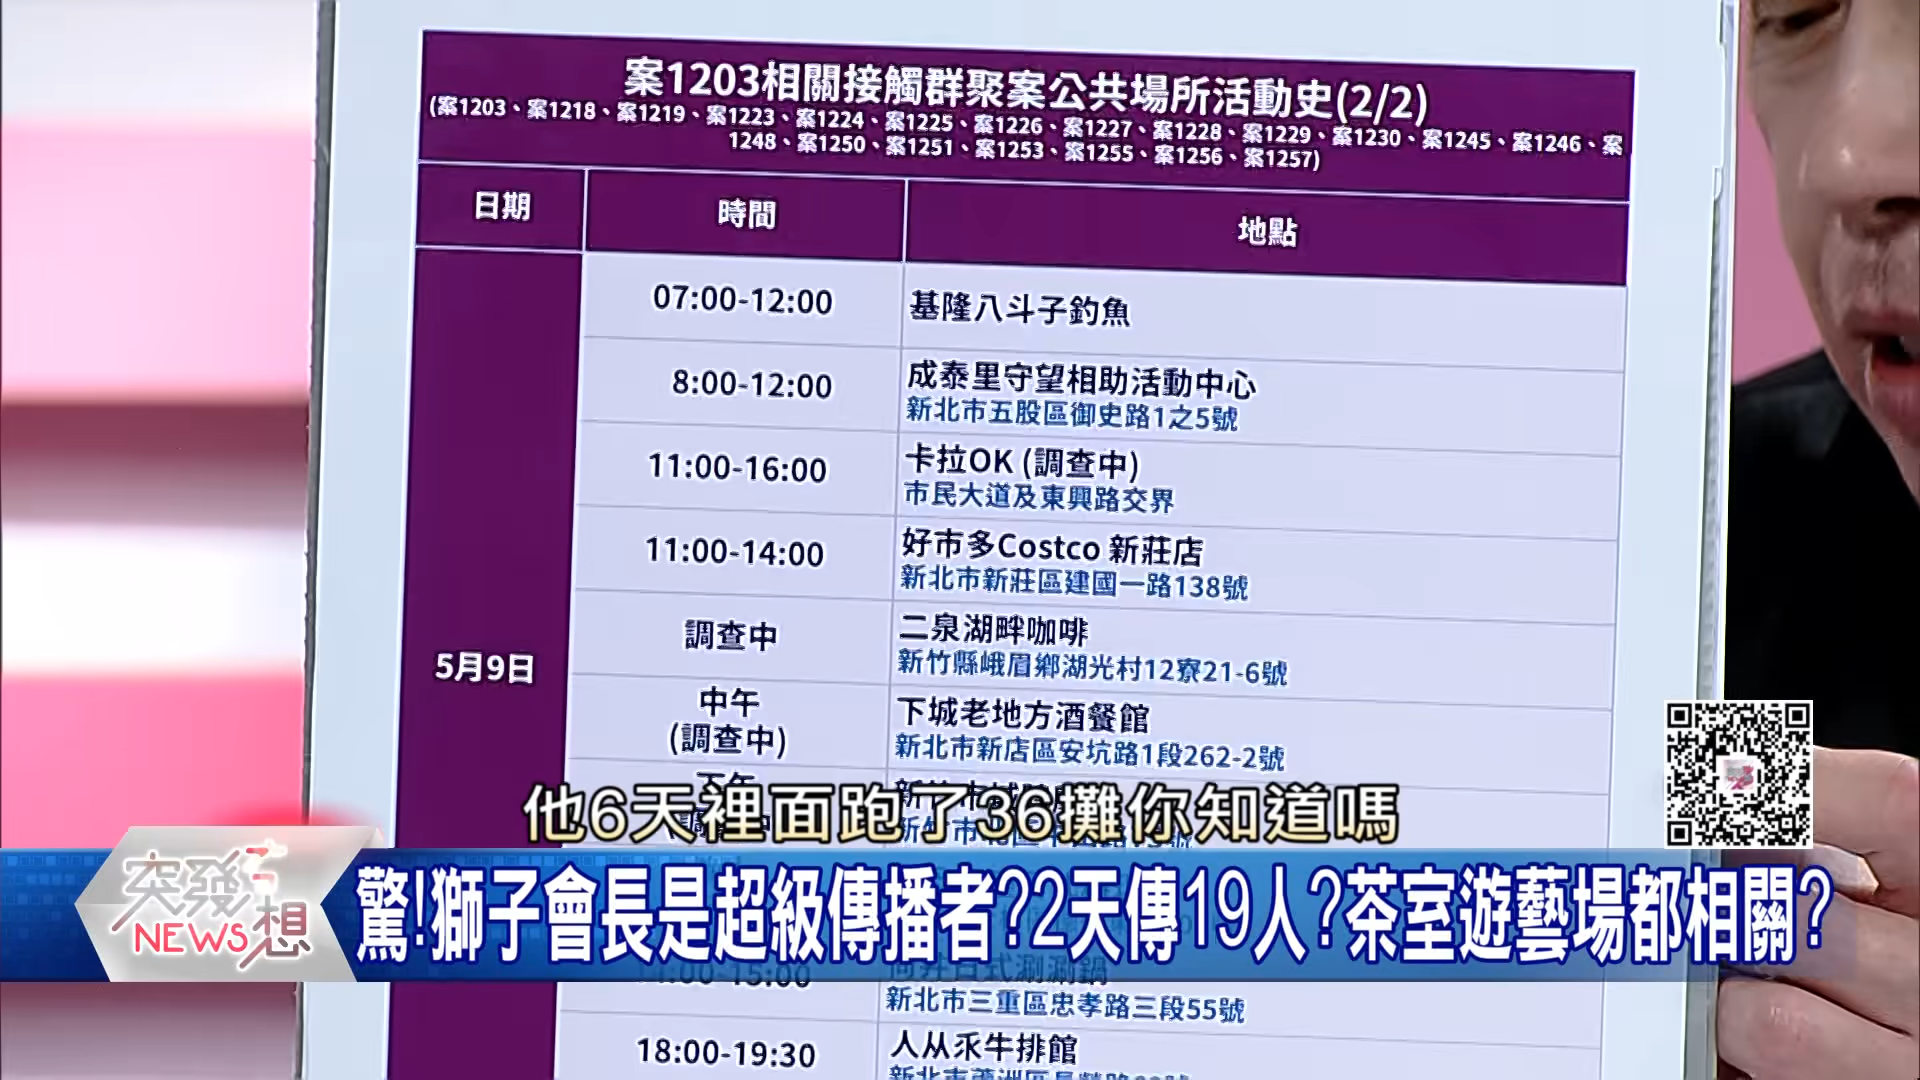 案1203相關接觸群聚案公共場所活動史(2/2)
(案1203、案1218、案1219、案1223、案1224、案1225、案1226、案1227、案1228、案1229、案1230、案1245、案1246、案
1248、案1250、案1251、案1253、案1255、案1256、案1257)
日期 時間 地點
07:00-12:00 基隆八斗子釣魚
8:00-12:00 成泰里守望相助活動中心
新北市五股區御史路1之5號
11:00-16:00 卡拉OK (調查中)
市民大道及東興路交界
11:00-14:00 好市多Costco 新莊店
新北市新莊區建國一路138號
5月9日
調查中 二泉湖畔咖啡
新竹縣峨眉鄉湖光村12寮21-6號
中午
(調查中)
下城老地方酒餐館
新北市新店區安坑路1段262-2號
下午
他6天裡面跑了36攤你知道嗎
突發琪想
NEWS
驚!獅子會長是超級傳播者?2天傳19人?茶室遊藝場都相關?
新北市三重區忠孝路三段55號
18:00-19:30 人从汆牛排館